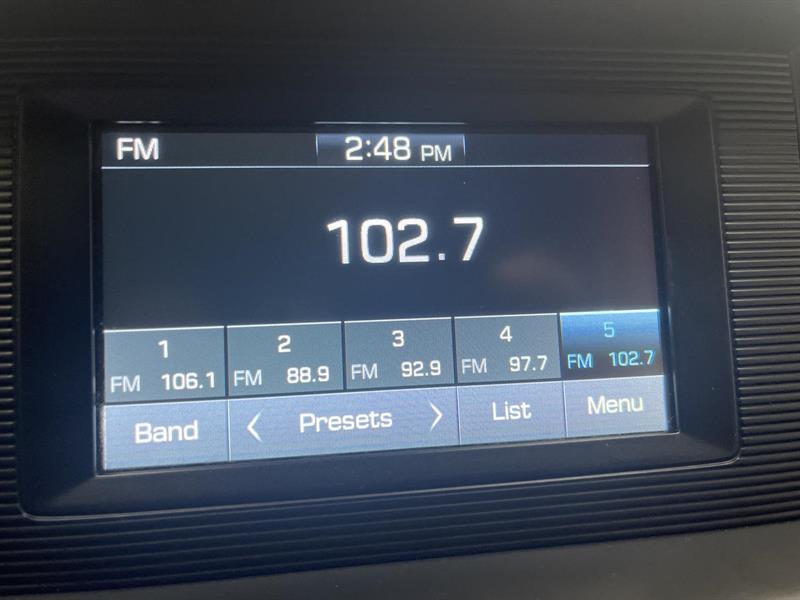 FM 2:48 PM
102.7
1 2 3 4 5
FM 106.1 FM 88.9 FM 92.9 FM 97.7 FM 102.7
Band < Presets > List Menu